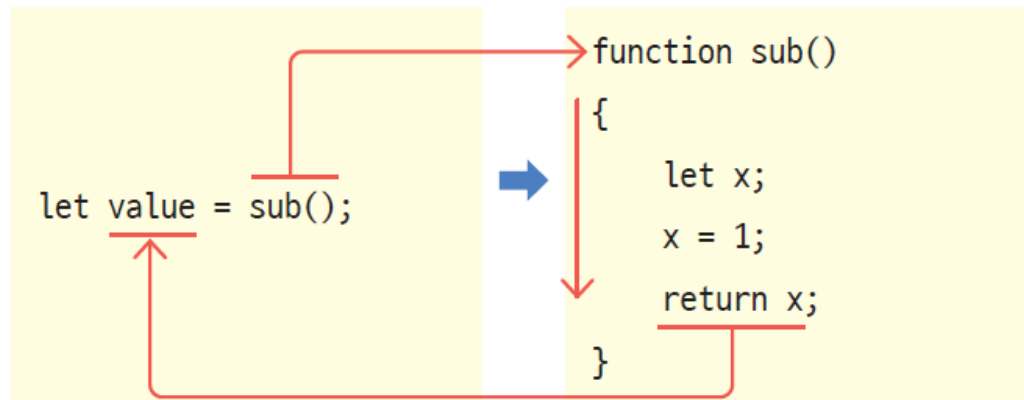 let value = sub();
function sub()
{
let x;
x = 1;
return x;
}